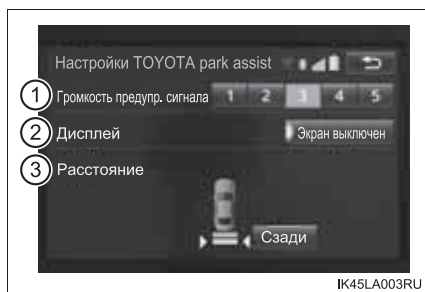 Настройки TOYOTA park assist
1 Громкость предупр. сигнала 1 2 3 4 5
2 Дисплей Экран выключен
3 Расстояние
Сзади
IK45LA003RU